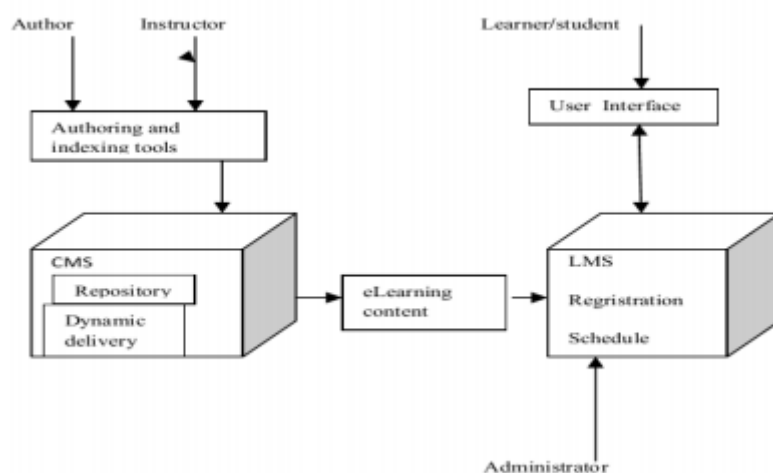 Author
Instructor
Learner/student
Authoring and
indexing tools
User Interface
CMS
Repository
Dynamic
delivery
eLearning
content
LMS
Regristration
Schedule
Administrator